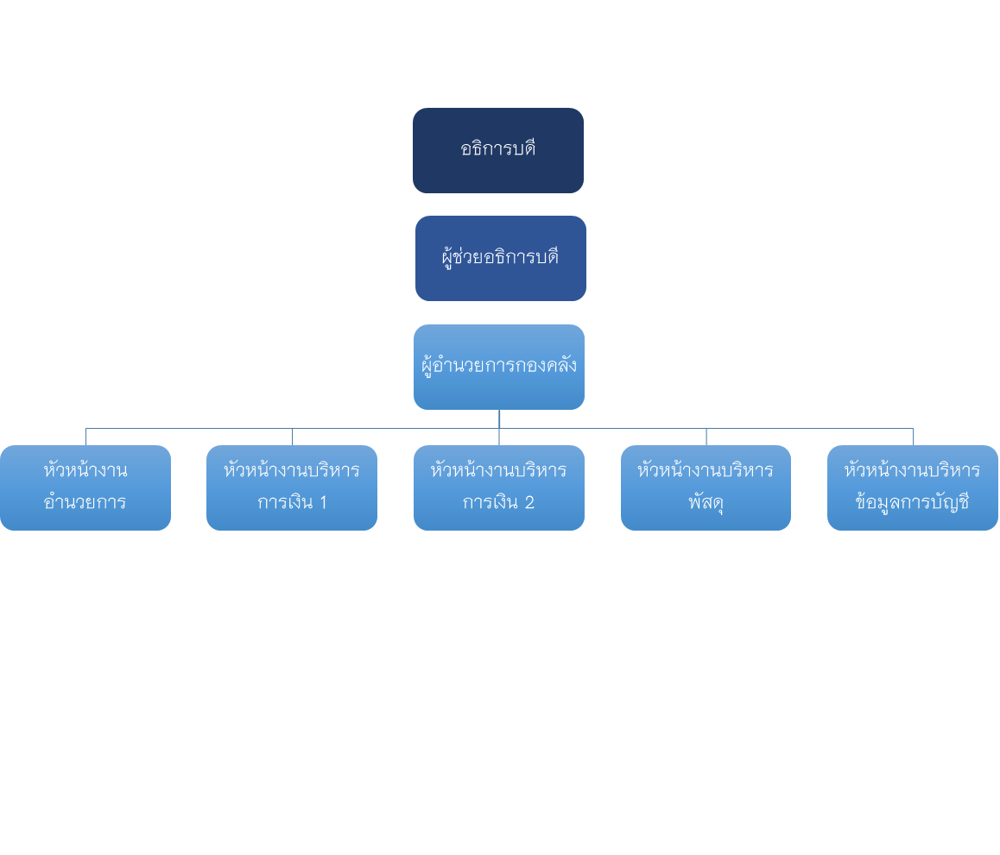 อธิการบดี
ผู้ช่วยอธิการบดี
ผู้อำนวยการกองคลัง
หัวหน้างาน
อำนวยการ
หัวหน้างานบริหาร
การเงิน 1
หัวหน้างานบริหาร
การเงิน 2
หัวหน้างานบริหาร
พัสดุ
หัวหน้างานบริหาร
ข้อมูลการบัญชี